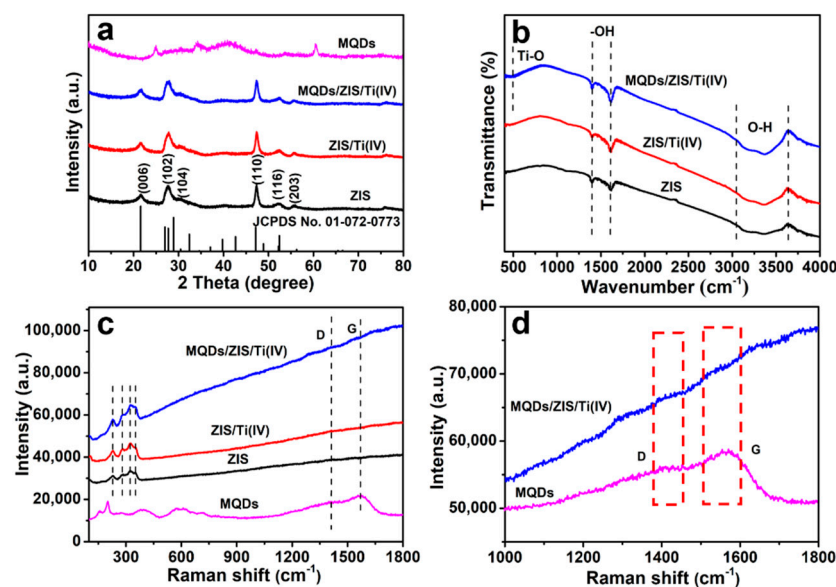 a
MQDs
MQDs/ZIS/Ti(IV)
ZIS/Ti(IV)
(006)
(102)
(104)
(110)
(116)
(203)
ZIS
JCPDS No. 01-072-0773
10 20 30 40 50 60 70 80
2 Theta (degree)
Intensity (a.u.)
b
Ti-O
-OH
MQDs/ZIS/Ti(IV)
O-H
ZIS/Ti(IV)
ZIS
500 1000 1500 2000 2500 3000 3500 4000
Wavenumber (cm-1)
Transmittance (%)
c
D G
MQDs/ZIS/Ti(IV)
ZIS/Ti(IV)
ZIS
MQDs
100,000
80,000
60,000
40,000
20,000
0
300 600 900 1200 1500 1800
Raman shift (cm-1)
Intensity (a.u.)
d
MQDs/ZIS/Ti(IV)
D G
MQDs
80,000
70,000
60,000
50,000
1000 1200 1400 1600 1800
Raman shift (cm-1)
Intensity (a.u.)